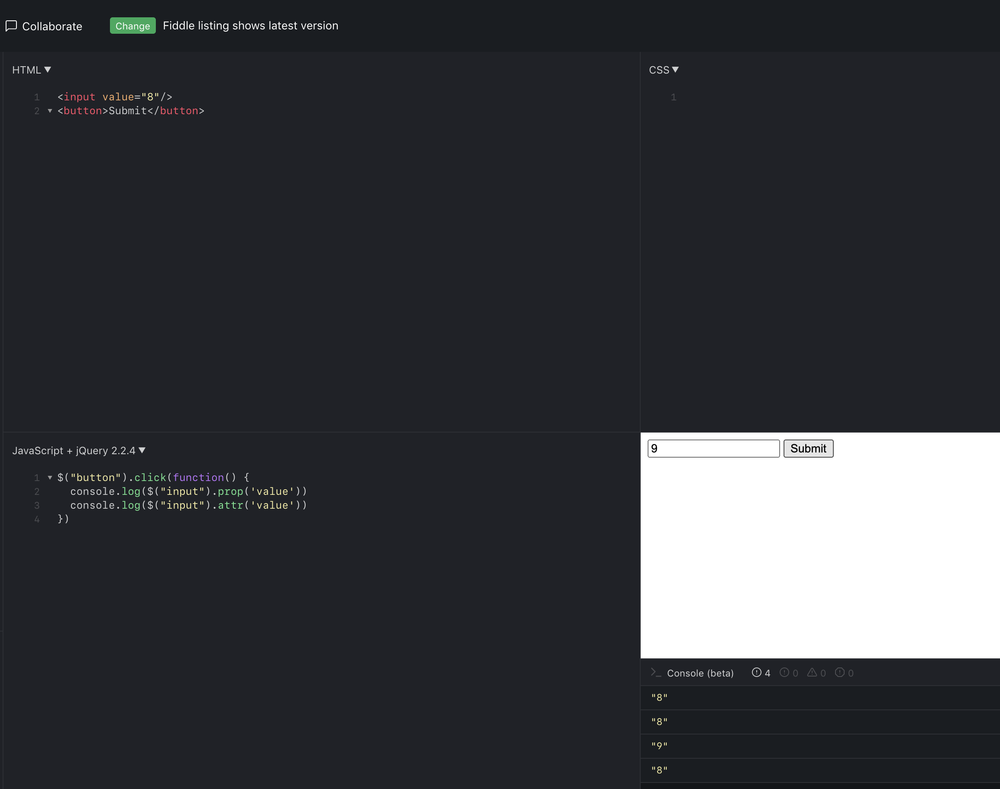 Collaborate Change Fiddle listing shows latest version
HTML ▼
1 <input value="8"/>
2 ▼ <button>Submit</button>
CSS ▼
1
JavaScript + jQuery 2.2.4 ▼
1 ▼ $("button").click(function() {
2   console.log($("input").prop('value'))
3   console.log($("input").attr('value'))
4 })
9 Submit
>_ Console (beta) 4 0 0 0
"8"
"8"
"9"
"8"